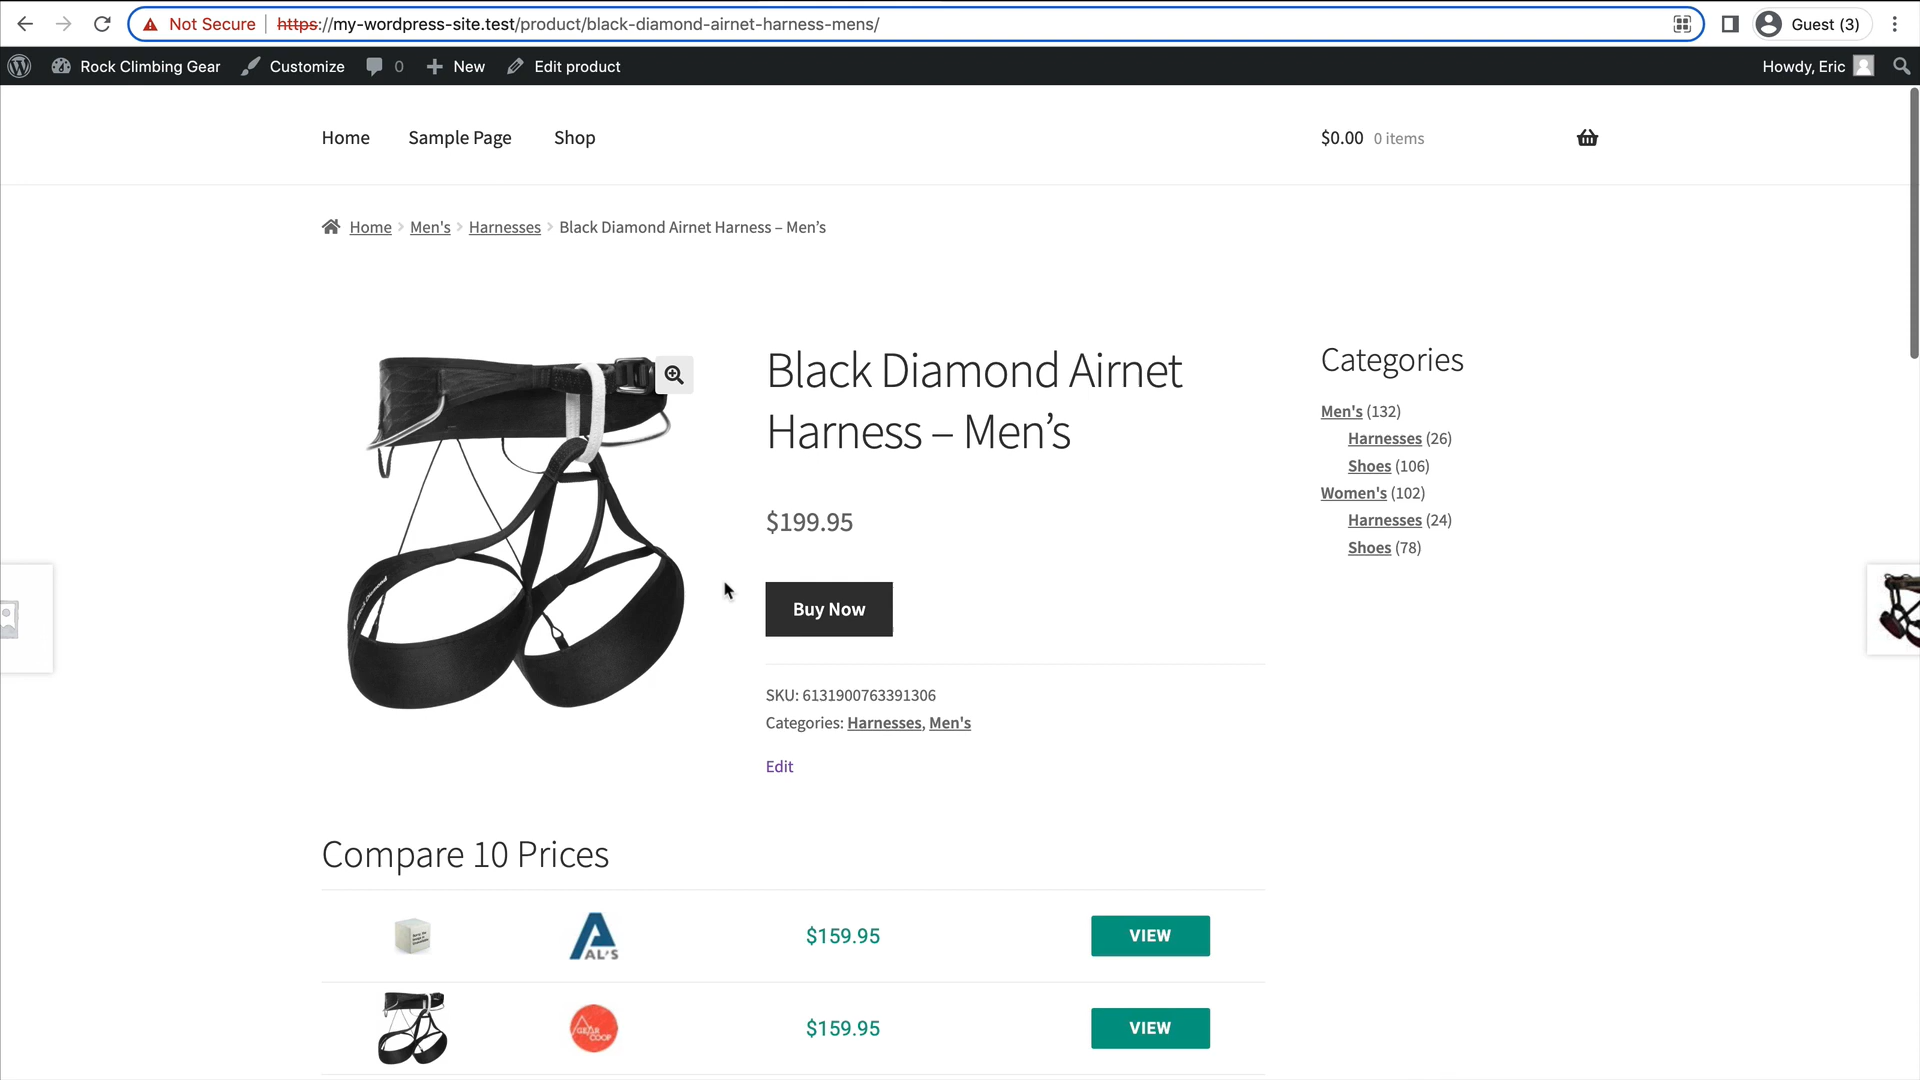 Not Secure https://my-wordpress-site.test/product/black-diamond-airnet-harness-mens/ Guest (3)
Rock Climbing Gear Customize 0 New Edit product Howdy, Eric
Home Sample Page Shop $0.00 0 items
Home Men's Harnesses Black Diamond Airnet Harness – Men’s
Black Diamond Airnet
Harness – Men’s
$199.95
Buy Now
SKU: 6131900763391306
Categories: Harnesses, Men's
Edit
Categories
Men's (132)
Harnesses (26)
Shoes (106)
Women's (102)
Harnesses (24)
Shoes (78)
Compare 10 Prices
AL'S $159.95 VIEW
GEAR COOP $159.95 VIEW